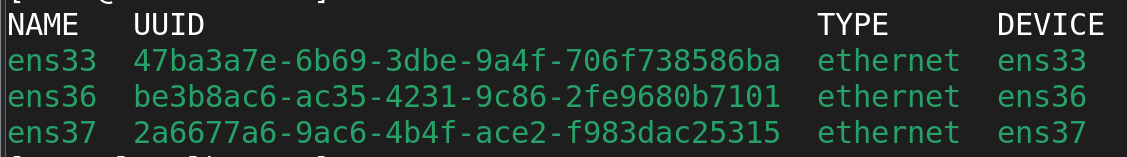 NAME   UUID                                  TYPE      DEVICE
ens33  47ba3a7e-6b69-3dbe-9a4f-706f738586ba  ethernet  ens33
ens36  be3b8ac6-ac35-4231-9c86-2fe9680b7101  ethernet  ens36
ens37  2a6677a6-9ac6-4b4f-ace2-f983dac25315  ethernet  ens37